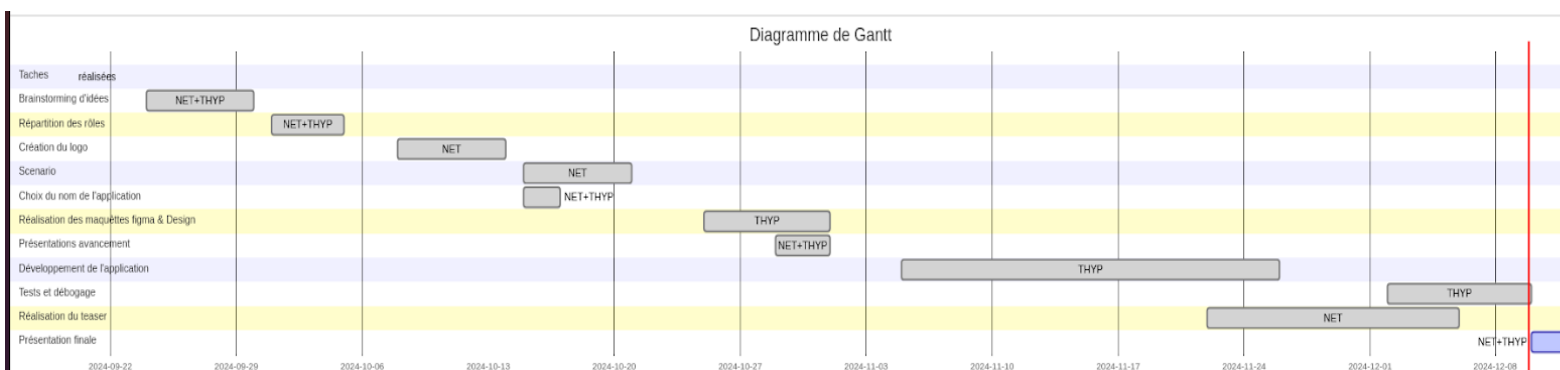 Diagramme de Gantt
Taches réalisées
Brainstorming d'idées NET+THYP
Répartition des rôles NET+THYP
Création du logo NET
Scenario NET
Choix du nom de l'application NET+THYP
Réalisation des maquêttes figma & Design THYP
Présentations avancement NET+THYP
Développement de l'application THYP
Tests et débogage THYP
Réalisation du teaser NET
Présentation finale NET+THYP
2024-09-22 2024-09-29 2024-10-06 2024-10-13 2024-10-20 2024-10-27 2024-11-03 2024-11-10 2024-11-17 2024-11-24 2024-12-01 2024-12-08